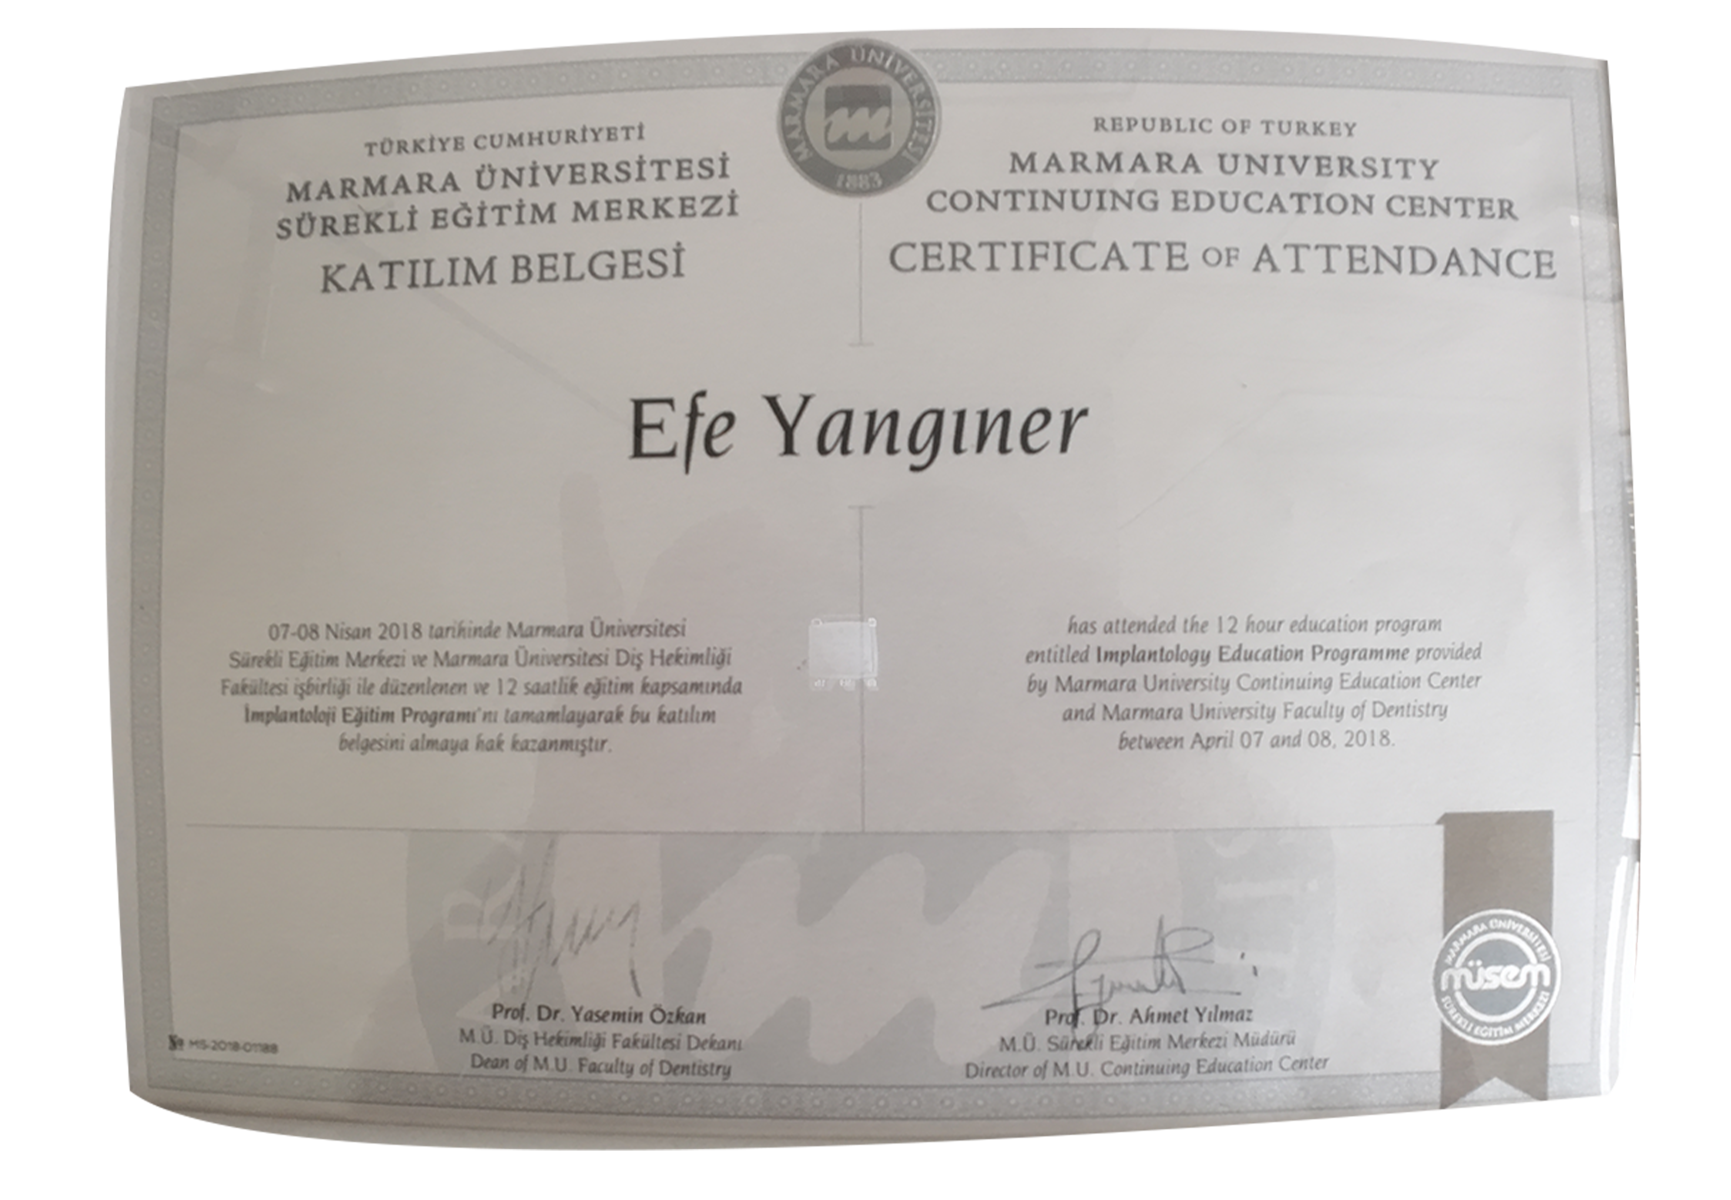 MARMARA ÜNİVERSİTESİ
1883
TÜRKİYE CUMHURİYETİ
MARMARA ÜNİVERSİTESİ
SÜREKLİ EĞİTİM MERKEZİ
KATILIM BELGESİ
REPUBLIC OF TURKEY
MARMARA UNIVERSITY
CONTINUING EDUCATION CENTER
CERTIFICATE OF ATTENDANCE
Efe Yangıner
07-08 Nisan 2018 tarihinde Marmara Üniversitesi
Sürekli Eğitim Merkezi ve Marmara Üniversitesi Diş Hekimliği
Fakültesi işbirliği ile düzenlenen ve 12 saatlik eğitim kapsamında
İmplantoloji Eğitim Programı'nı tamamlayarak bu katılım
belgesini almaya hak kazanmıştır.
has attended the 12 hour education program
entitled Implantology Education Programme provided
by Marmara University Continuing Education Center
and Marmara University Faculty of Dentistry
between April 07 and 08, 2018.
Prof. Dr. Yasemin Özkan
M.Ü. Diş Hekimliği Fakültesi Dekanı
Dean of M.U. Faculty of Dentistry
Prof. Dr. Ahmet Yılmaz
M.Ü. Sürekli Eğitim Merkezi Müdürü
Director of M.U. Continuing Education Center
№ MS-2018-01188
MARMARA ÜNİVERSİTESİ
müsem
SÜREKLİ EĞİTİM MERKEZİ